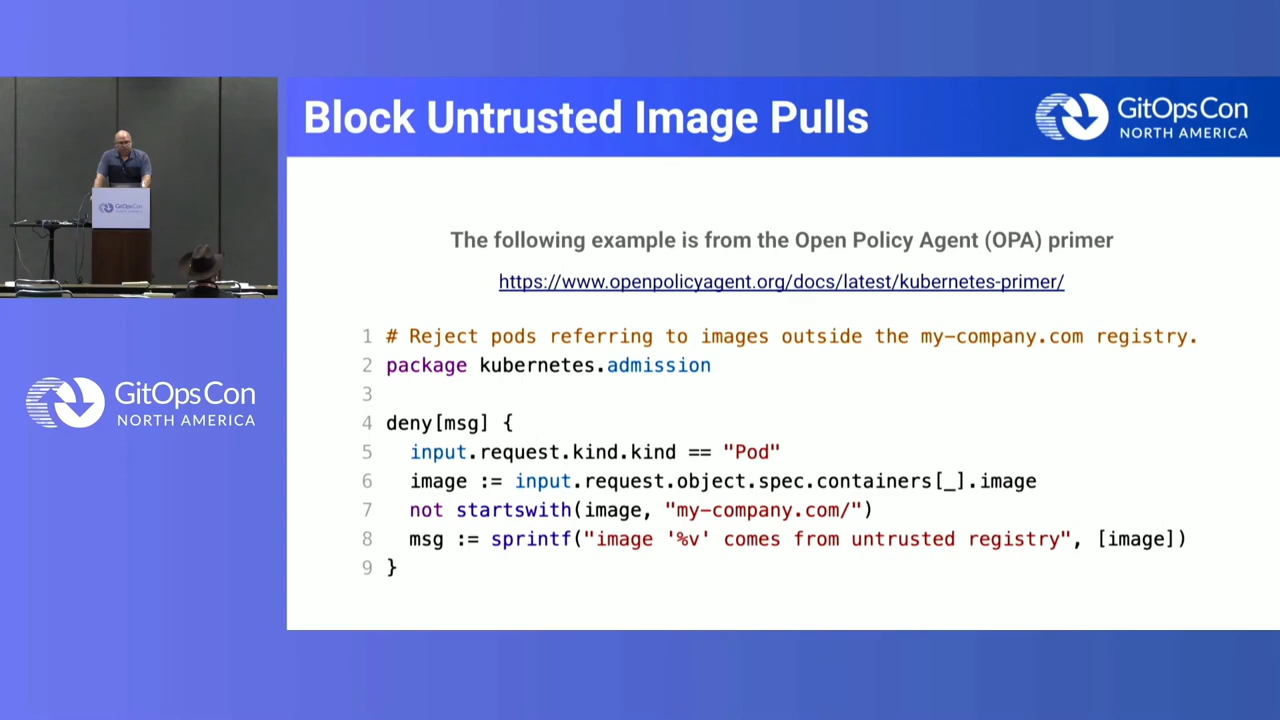 Block Untrusted Image Pulls
GitOpsCon
NORTH AMERICA
The following example is from the Open Policy Agent (OPA) primer
https://www.openpolicyagent.org/docs/latest/kubernetes-primer/
1 # Reject pods referring to images outside the my-company.com registry.
2 package kubernetes.admission
3
4 deny[msg] {
5   input.request.kind.kind == "Pod"
6   image := input.request.object.spec.containers[_].image
7   not startswith(image, "my-company.com/")
8   msg := sprintf("image '%v' comes from untrusted registry", [image])
9 }
GitOpsCon
NORTH AMERICA
GitOpsCon